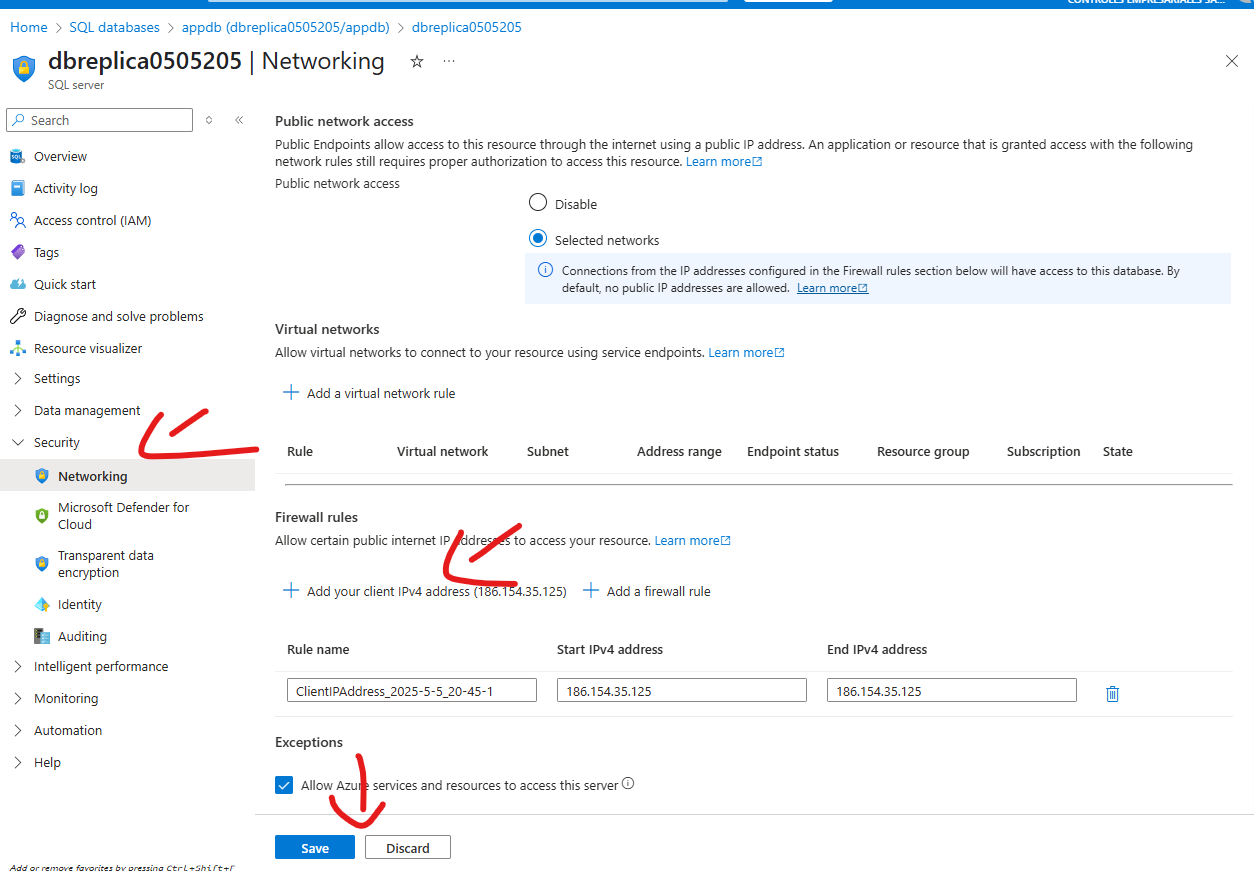 CONTROLES EMPRESARIALES SA...
Home > SQL databases > appdb (dbreplica0505205/appdb) > dbreplica0505205
dbreplica0505205 | Networking
SQL server
Search
Overview
Activity log
Access control (IAM)
Tags
Quick start
Diagnose and solve problems
Resource visualizer
Settings
Data management
Security
Networking
Microsoft Defender for
Cloud
Transparent data
encryption
Identity
Auditing
Intelligent performance
Monitoring
Automation
Help
Add or remove favorites by pressing Ctrl+Shift+F
Public network access
Public Endpoints allow access to this resource through the internet using a public IP address. An application or resource that is granted access with the following
network rules still requires proper authorization to access this resource. Learn more
Public network access
Disable
Selected networks
Connections from the IP addresses configured in the Firewall rules section below will have access to this database. By
default, no public IP addresses are allowed. Learn more
Virtual networks
Allow virtual networks to connect to your resource using service endpoints. Learn more
+ Add a virtual network rule
Rule Virtual network Subnet Address range Endpoint status Resource group Subscription State
Firewall rules
Allow certain public internet IP addresses to access your resource. Learn more
+ Add your client IPv4 address (186.154.35.125) + Add a firewall rule
Rule name Start IPv4 address End IPv4 address
ClientIPAddress_2025-5-5_20-45-1 186.154.35.125 186.154.35.125
Exceptions
Allow Azure services and resources to access this server
Save Discard